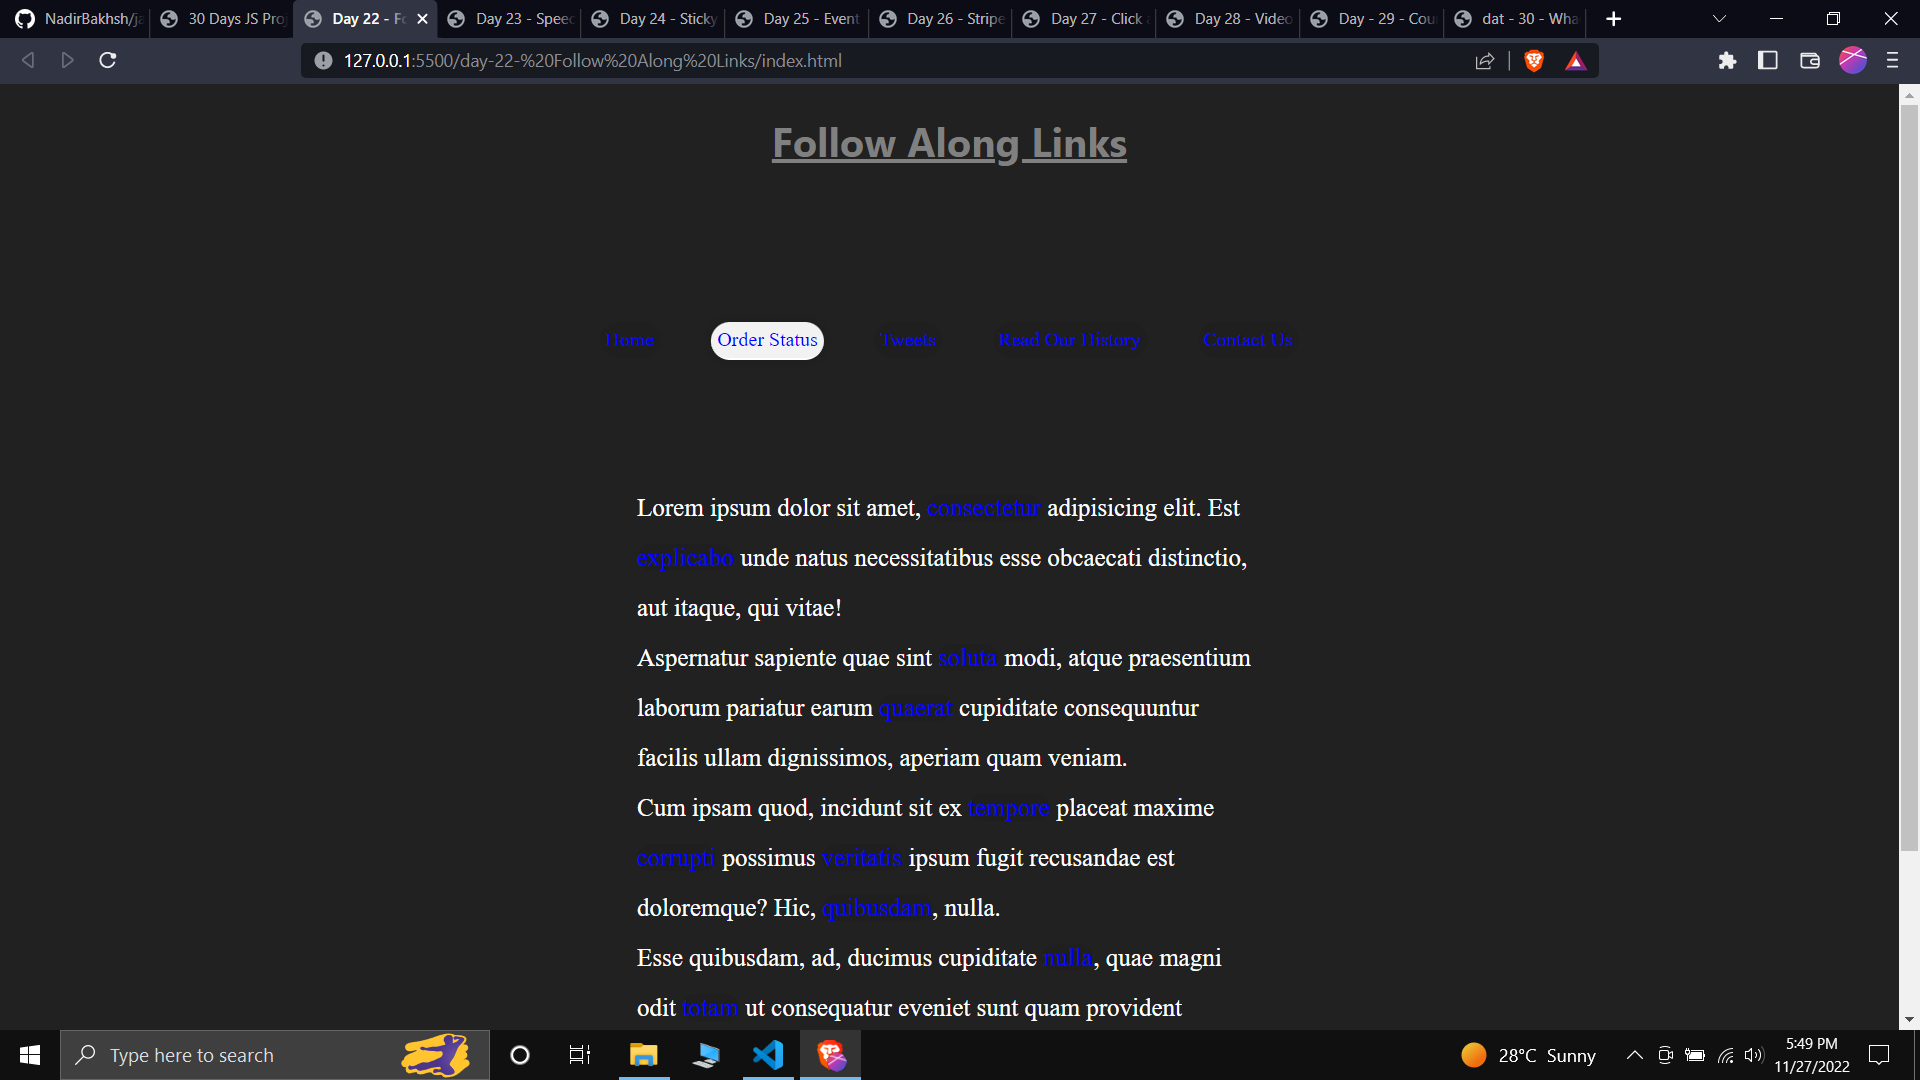 NadirBakhsh/ja
30 Days JS Proj
Day 22 - Fo
Day 23 - Speec
Day 24 - Sticky
Day 25 - Event
Day 26 - Stripe
Day 27 - Click a
Day 28 - Video
Day - 29 - Cour
dat - 30 - Whac
127.0.0.1:5500/day-22-%20Follow%20Along%20Links/index.html
Follow Along Links
Home Order Status Tweets Read Our History Contact Us
Lorem ipsum dolor sit amet, consectetur adipisicing elit. Est
explicabo unde natus necessitatibus esse obcaecati distinctio,
aut itaque, qui vitae!
Aspernatur sapiente quae sint soluta modi, atque praesentium
laborum pariatur earum quaerat cupiditate consequuntur
facilis ullam dignissimos, aperiam quam veniam.
Cum ipsam quod, incidunt sit ex tempore placeat maxime
corrupti possimus veritatis ipsum fugit recusandae est
doloremque? Hic, quibusdam, nulla.
Esse quibusdam, ad, ducimus cupiditate nulla, quae magni
odit totam ut consequatur eveniet sunt quam provident
Type here to search
28°C Sunny
5:49 PM
11/27/2022